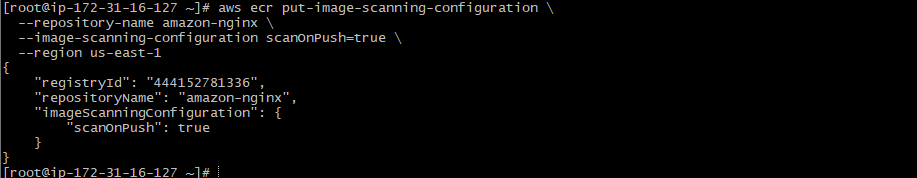 [root@ip-172-31-16-127 ~]# aws ecr put-image-scanning-configuration \
  --repository-name amazon-nginx \
  --image-scanning-configuration scanOnPush=true \
  --region us-east-1
{
    "registryId": "444152781336",
    "repositoryName": "amazon-nginx",
    "imageScanningConfiguration": {
        "scanOnPush": true
    }
}
[root@ip-172-31-16-127 ~]#